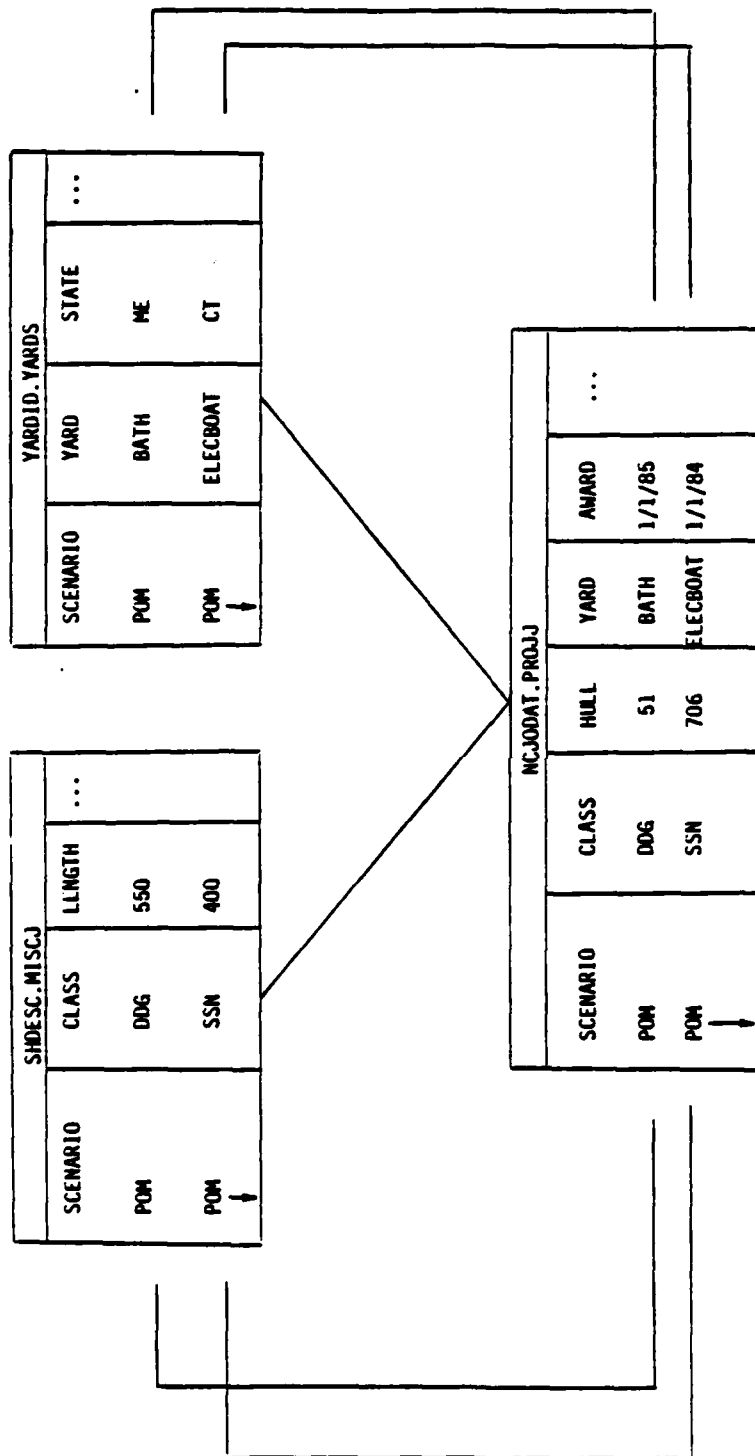 SHDESC.MISCJ
SCENARIO CLASS LLNGTH ...
POM DDG 550
POM SSN 400
YARDID.YARDS
SCENARIO YARD STATE ...
POM BATH ME
POM ELECBOAT CT
NCJODAT.PROJJ
SCENARIO CLASS HULL YARD AWARD ...
POM DDG 51 BATH 1/1/85
POM SSN 706 ELECBOAT 1/1/84